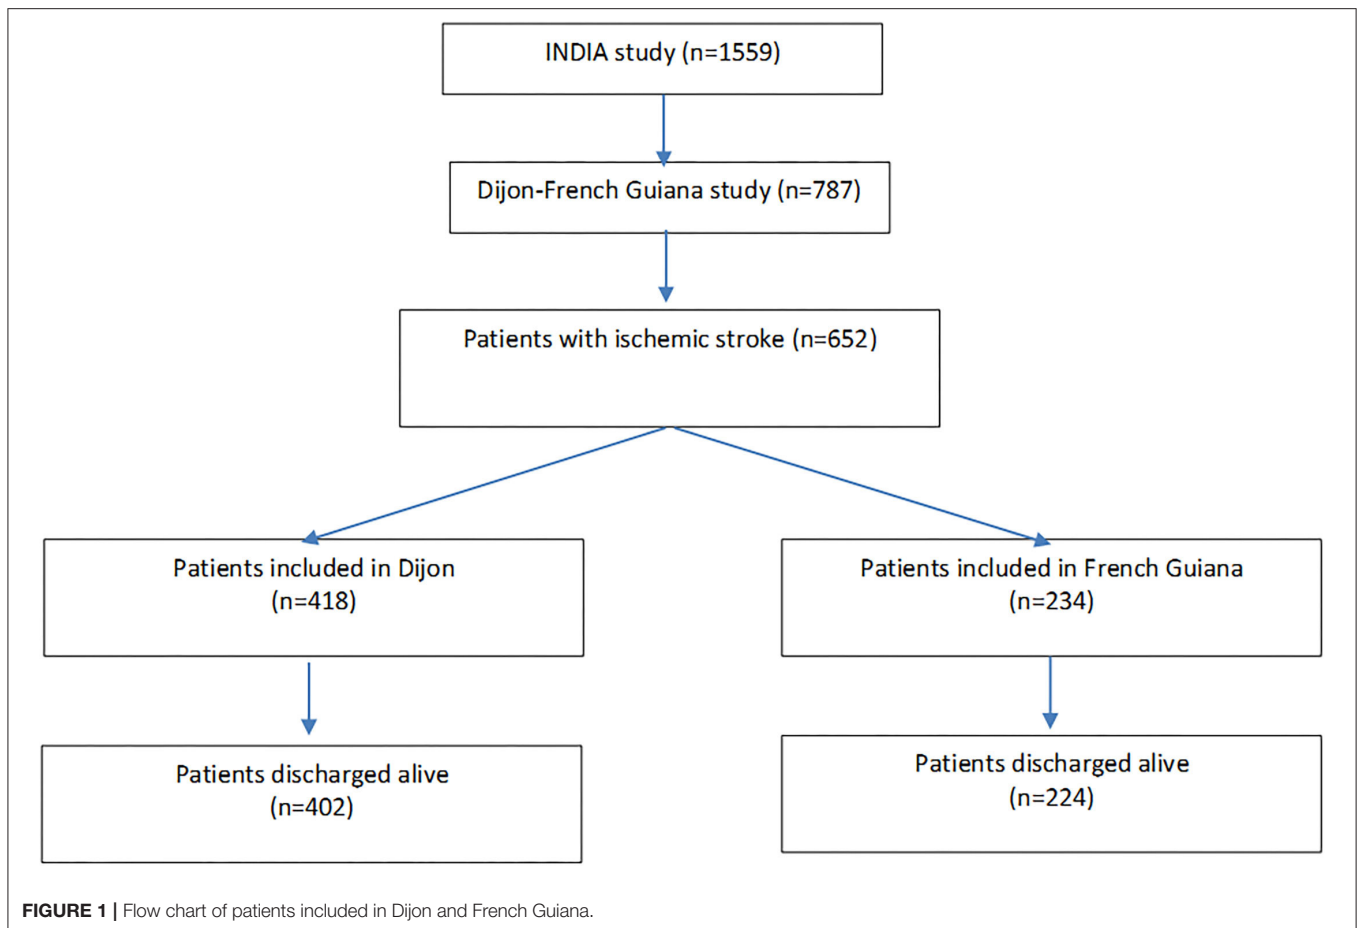 INDIA study (n=1559)
Dijon-French Guiana study (n=787)
Patients with ischemic stroke (n=652)
Patients included in Dijon
(n=418)
Patients included in French Guiana
(n=234)
Patients discharged alive
(n=402)
Patients discharged alive
(n=224)
FIGURE 1 | Flow chart of patients included in Dijon and French Guiana.